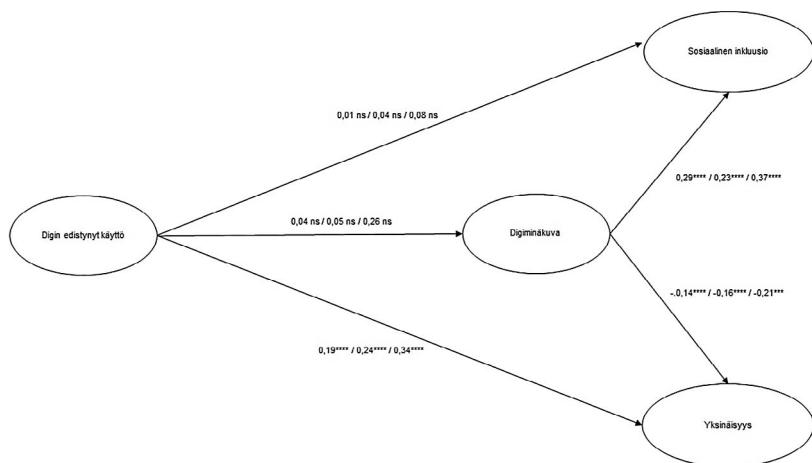 Sosiaalinen inkluusio
0,01 ns / 0,04 ns / 0,08 ns
0,29**** / 0,23**** / 0,37****
Digin edistynyt käyttö
0,04 ns / 0,05 ns / 0,26 ns
Digiminäkuva
-.0,14**** / -0,16**** / -0,21***
0,19**** / 0,24**** / 0,34****
Yksinäisyys